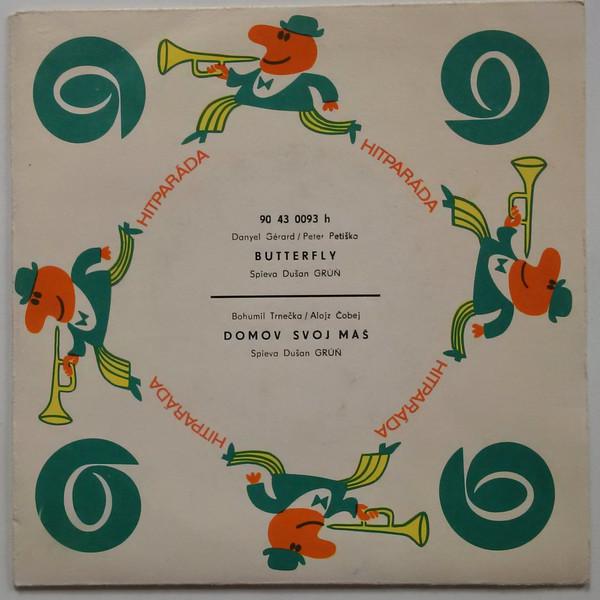 HITPARÁDA
HITPARÁDA
90 43 0093 h
Danyel Gérard / Peter Petiška
BUTTERFLY
Spieva Dušan GRÚŇ
Bohumil Trnečka / Alojz Čobej
DOMOV SVOJ MÁŠ
Spieva Dušan GRÚŇ
HITPARÁDA
HITPARÁDA